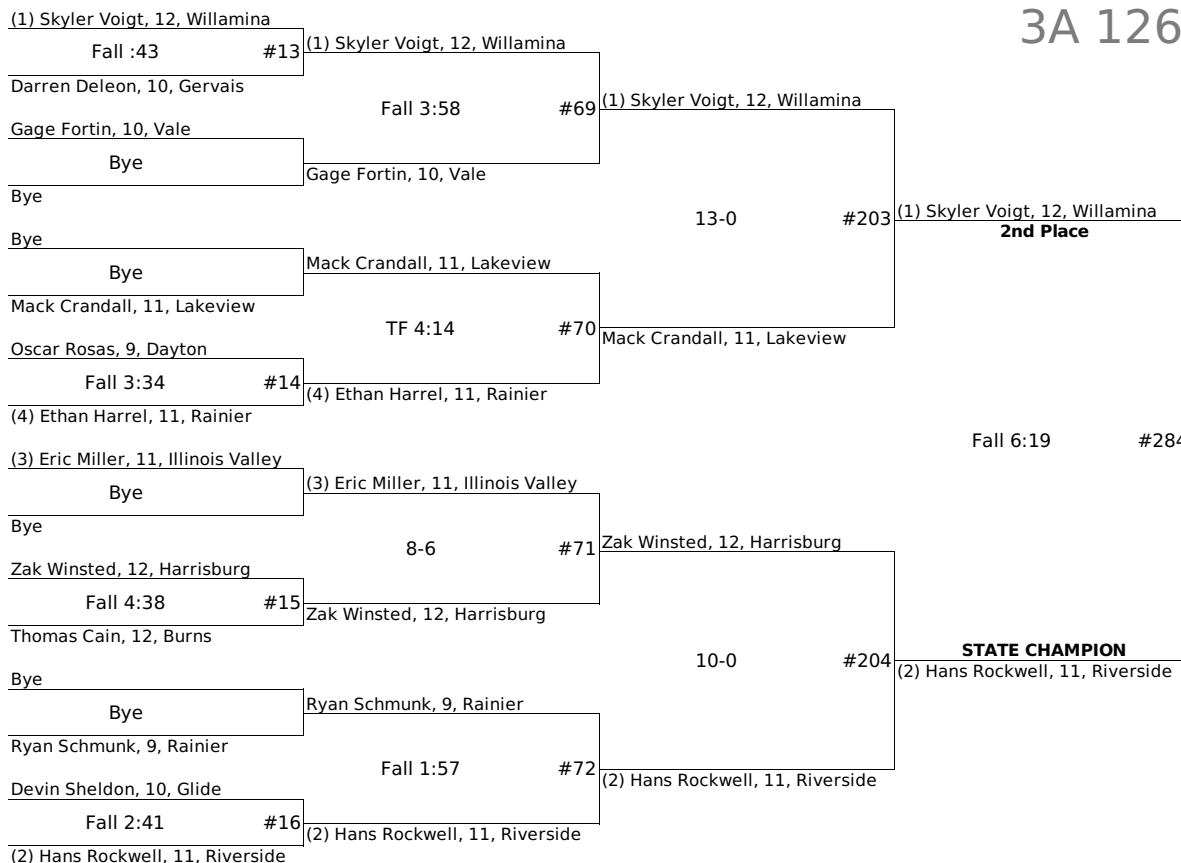 3A 126
(1) Skyler Voigt, 12, Willamina
Fall :43 #13
Darren Deleon, 10, Gervais
(1) Skyler Voigt, 12, Willamina
Gage Fortin, 10, Vale
Bye
Bye
Fall 3:58 #69
Gage Fortin, 10, Vale
(1) Skyler Voigt, 12, Willamina
Bye
Bye
Mack Crandall, 11, Lakeview
Mack Crandall, 11, Lakeview
Oscar Rosas, 9, Dayton
Fall 3:34 #14
(4) Ethan Harrel, 11, Rainier
TF 4:14 #70
(4) Ethan Harrel, 11, Rainier
Mack Crandall, 11, Lakeview
13-0 #203
(1) Skyler Voigt, 12, Willamina
2nd Place
Fall 6:19 #284
(3) Eric Miller, 11, Illinois Valley
Bye
Bye
(3) Eric Miller, 11, Illinois Valley
Zak Winsted, 12, Harrisburg
Fall 4:38 #15
Thomas Cain, 12, Burns
8-6 #71
Zak Winsted, 12, Harrisburg
Zak Winsted, 12, Harrisburg
Bye
Bye
Ryan Schmunk, 9, Rainier
Ryan Schmunk, 9, Rainier
Devin Sheldon, 10, Glide
Fall 2:41 #16
(2) Hans Rockwell, 11, Riverside
Fall 1:57 #72
(2) Hans Rockwell, 11, Riverside
(2) Hans Rockwell, 11, Riverside
10-0 #204
STATE CHAMPION
(2) Hans Rockwell, 11, Riverside